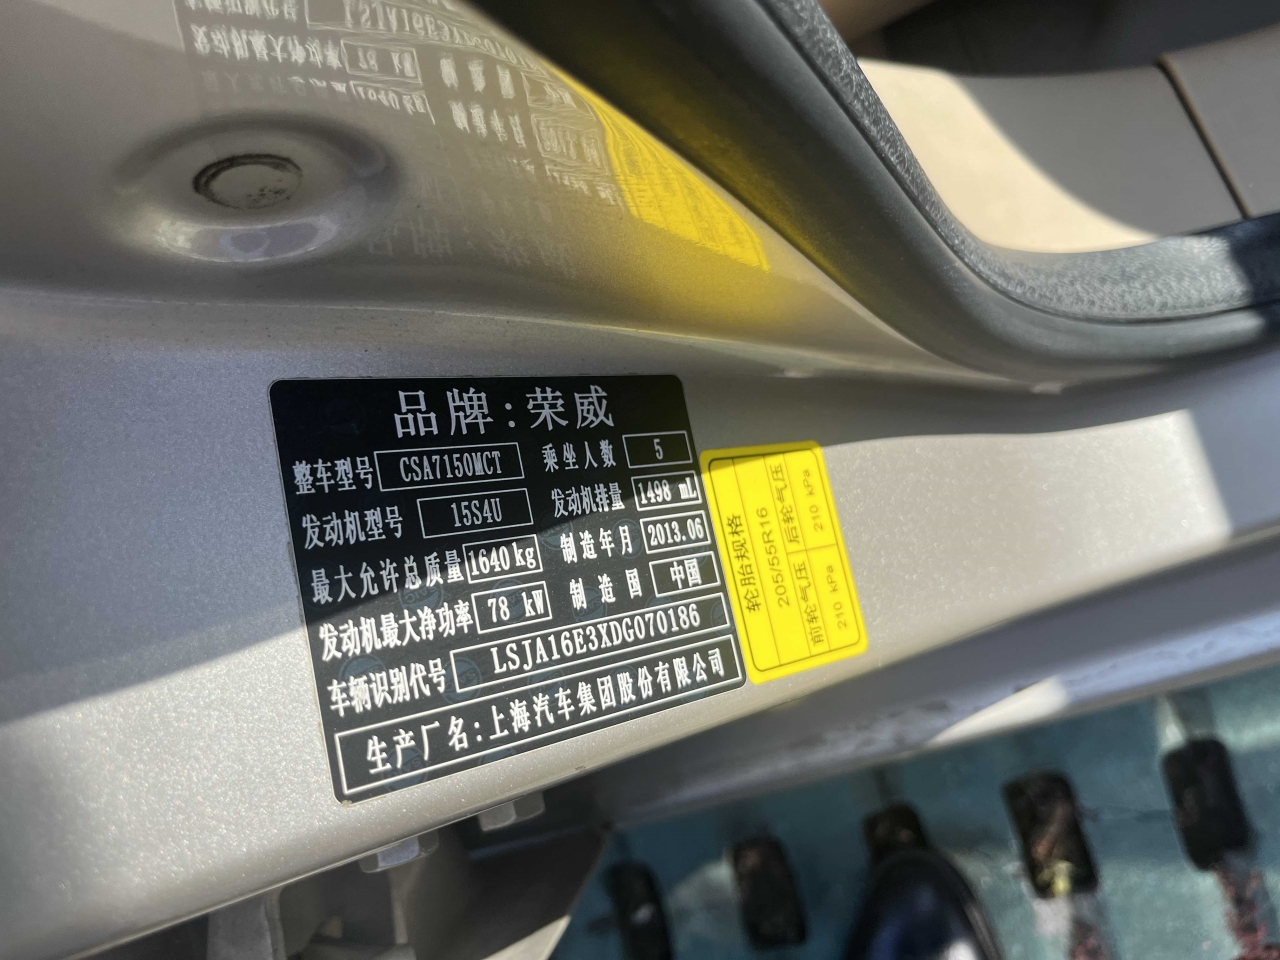 品牌：荣威
整车型号 CSA7150MCT 乘坐人数 5
发动机型号 15S4U 发动机排量 1498 mL
最大允许总质量 1640 kg 制造年月 2013.06
发动机最大净功率 78 kW 制造国 中国
车辆识别代号 LSJA16E3XDG070186
生产厂名：上海汽车集团股份有限公司
轮胎规格
205/55R16
前轮气压 后轮气压
210 kPa 210 kPa